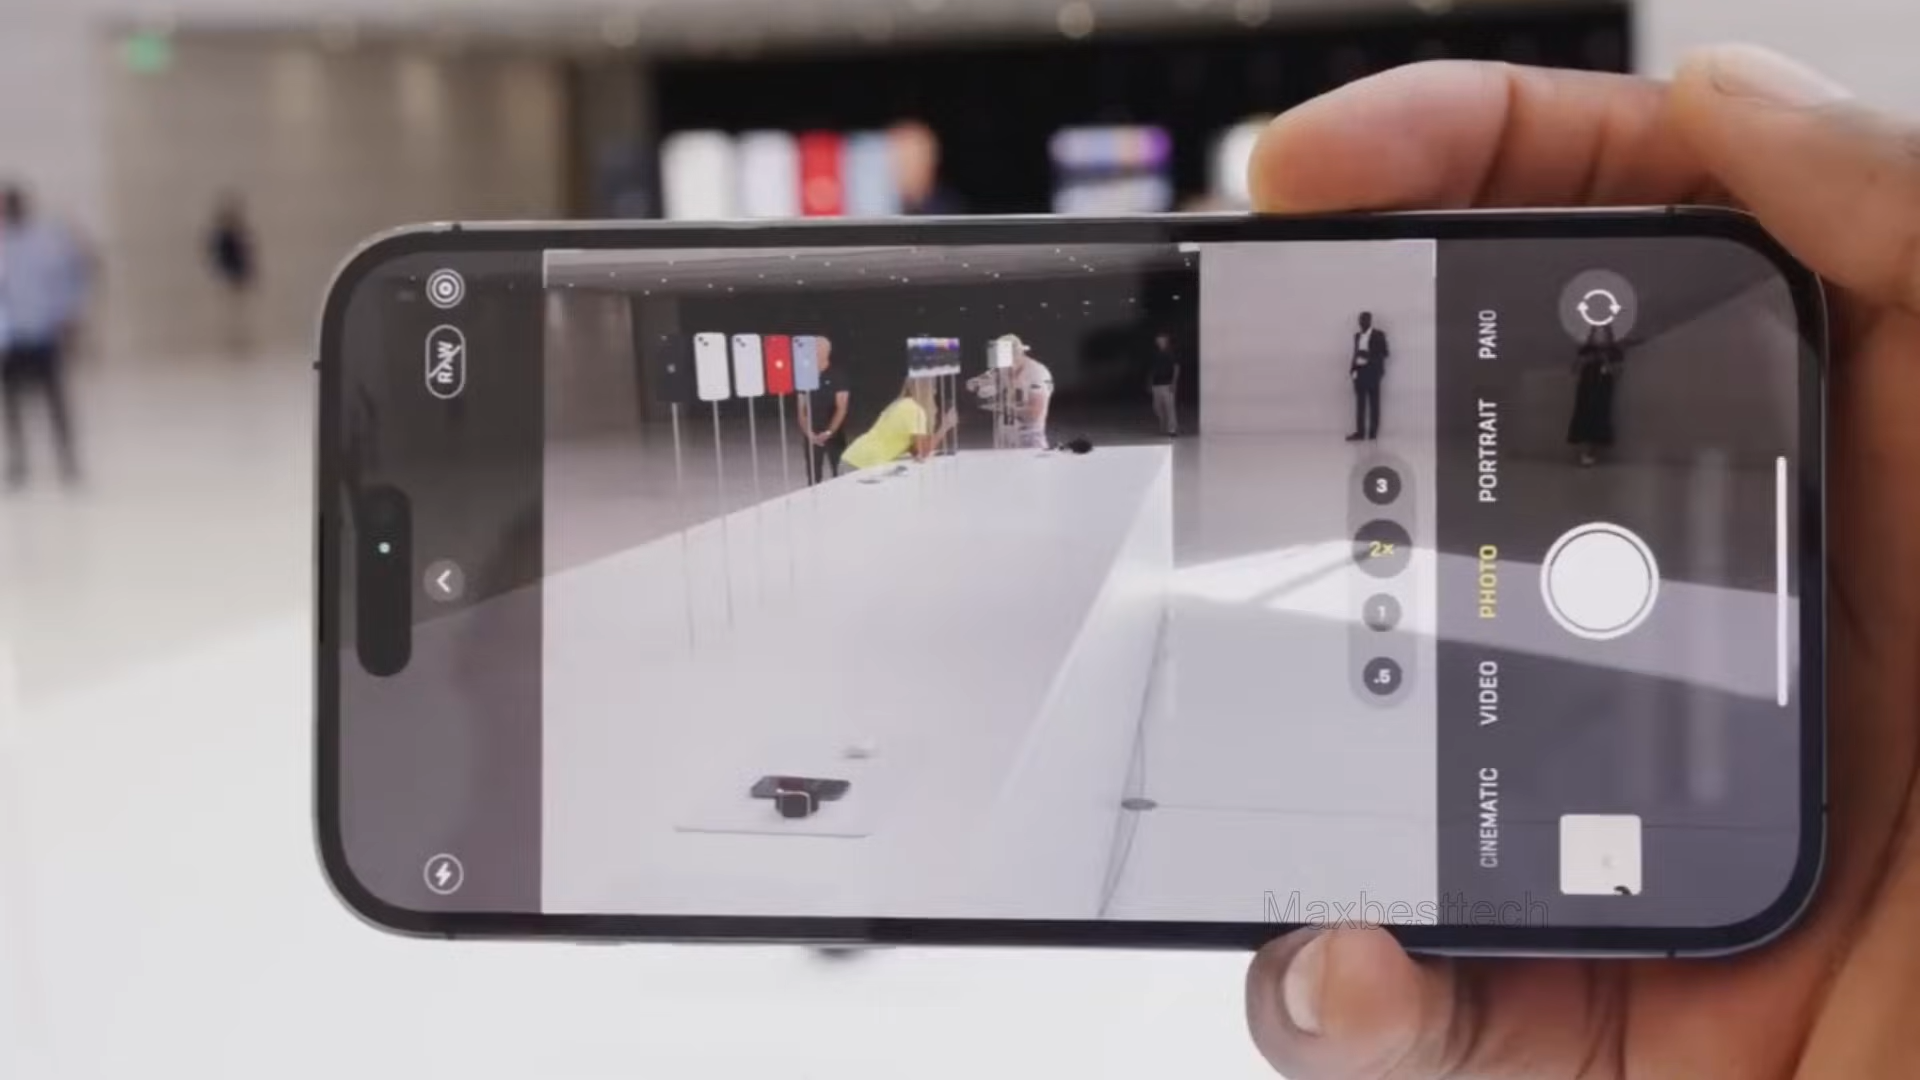 RAW
3
2×
1
.5
PANO
PORTRAIT
PHOTO
VIDEO
CINEMATIC
Maxbesttech